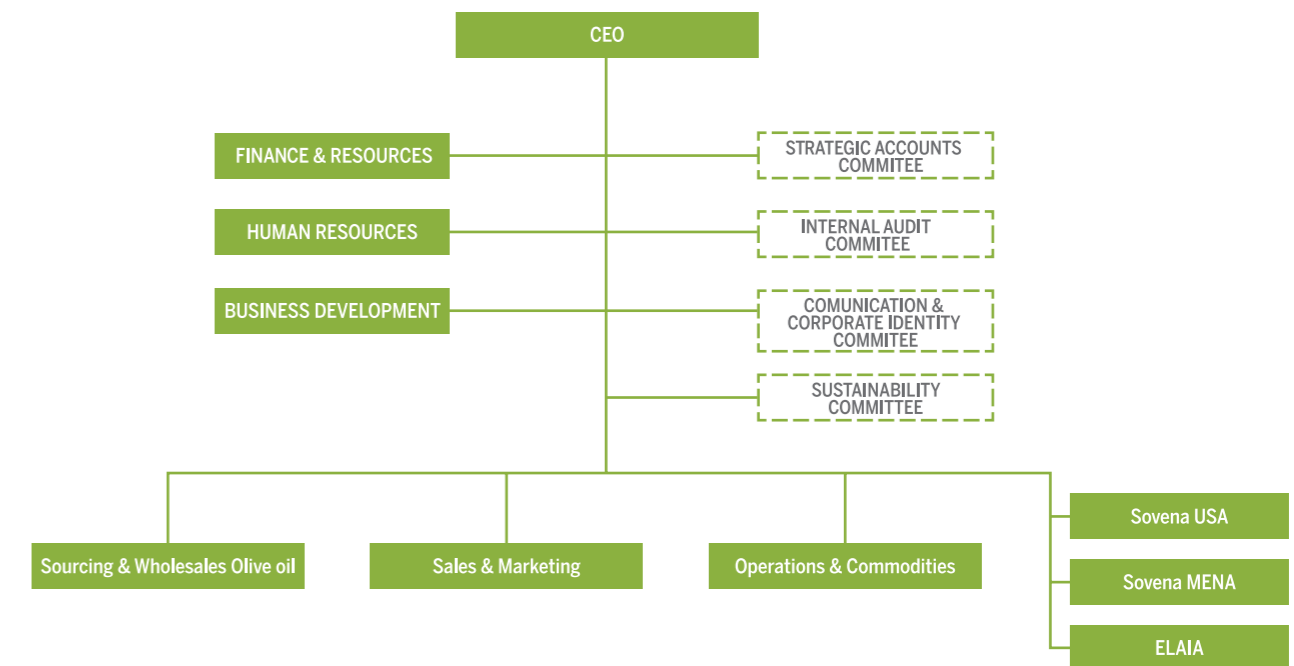 CEO
FINANCE & RESOURCES
STRATEGIC ACCOUNTS
COMMITEE
HUMAN RESOURCES
INTERNAL AUDIT
COMMITEE
BUSINESS DEVELOPMENT
COMUNICATION &
CORPORATE IDENTITY
COMMITEE
SUSTAINABILITY
COMMITTEE
Sourcing & Wholesales Olive oil
Sales & Marketing
Operations & Commodities
Sovena USA
Sovena MENA
ELAIA